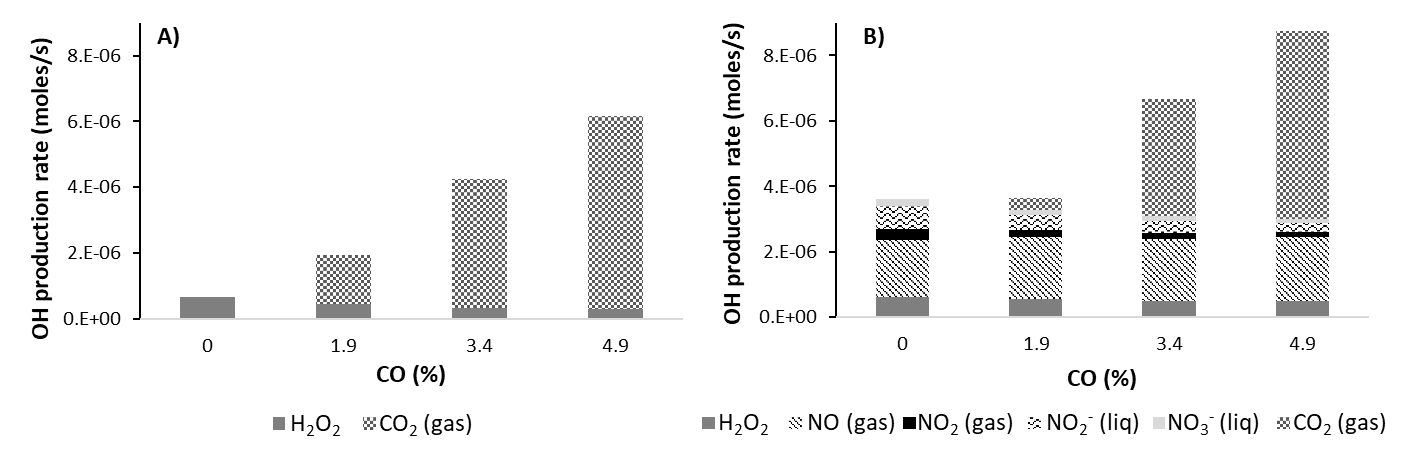 A)
OH production rate (moles/s)
8.E-06
6.E-06
4.E-06
2.E-06
0.E+00
0 1.9 3.4 4.9
CO (%)
H₂O₂ CO₂ (gas)
B)
OH production rate (moles/s)
8.E-06
6.E-06
4.E-06
2.E-06
0.E+00
0 1.9 3.4 4.9
CO (%)
H₂O₂ NO (gas) NO₂ (gas) NO₂⁻ (liq) NO₃⁻ (liq) CO₂ (gas)